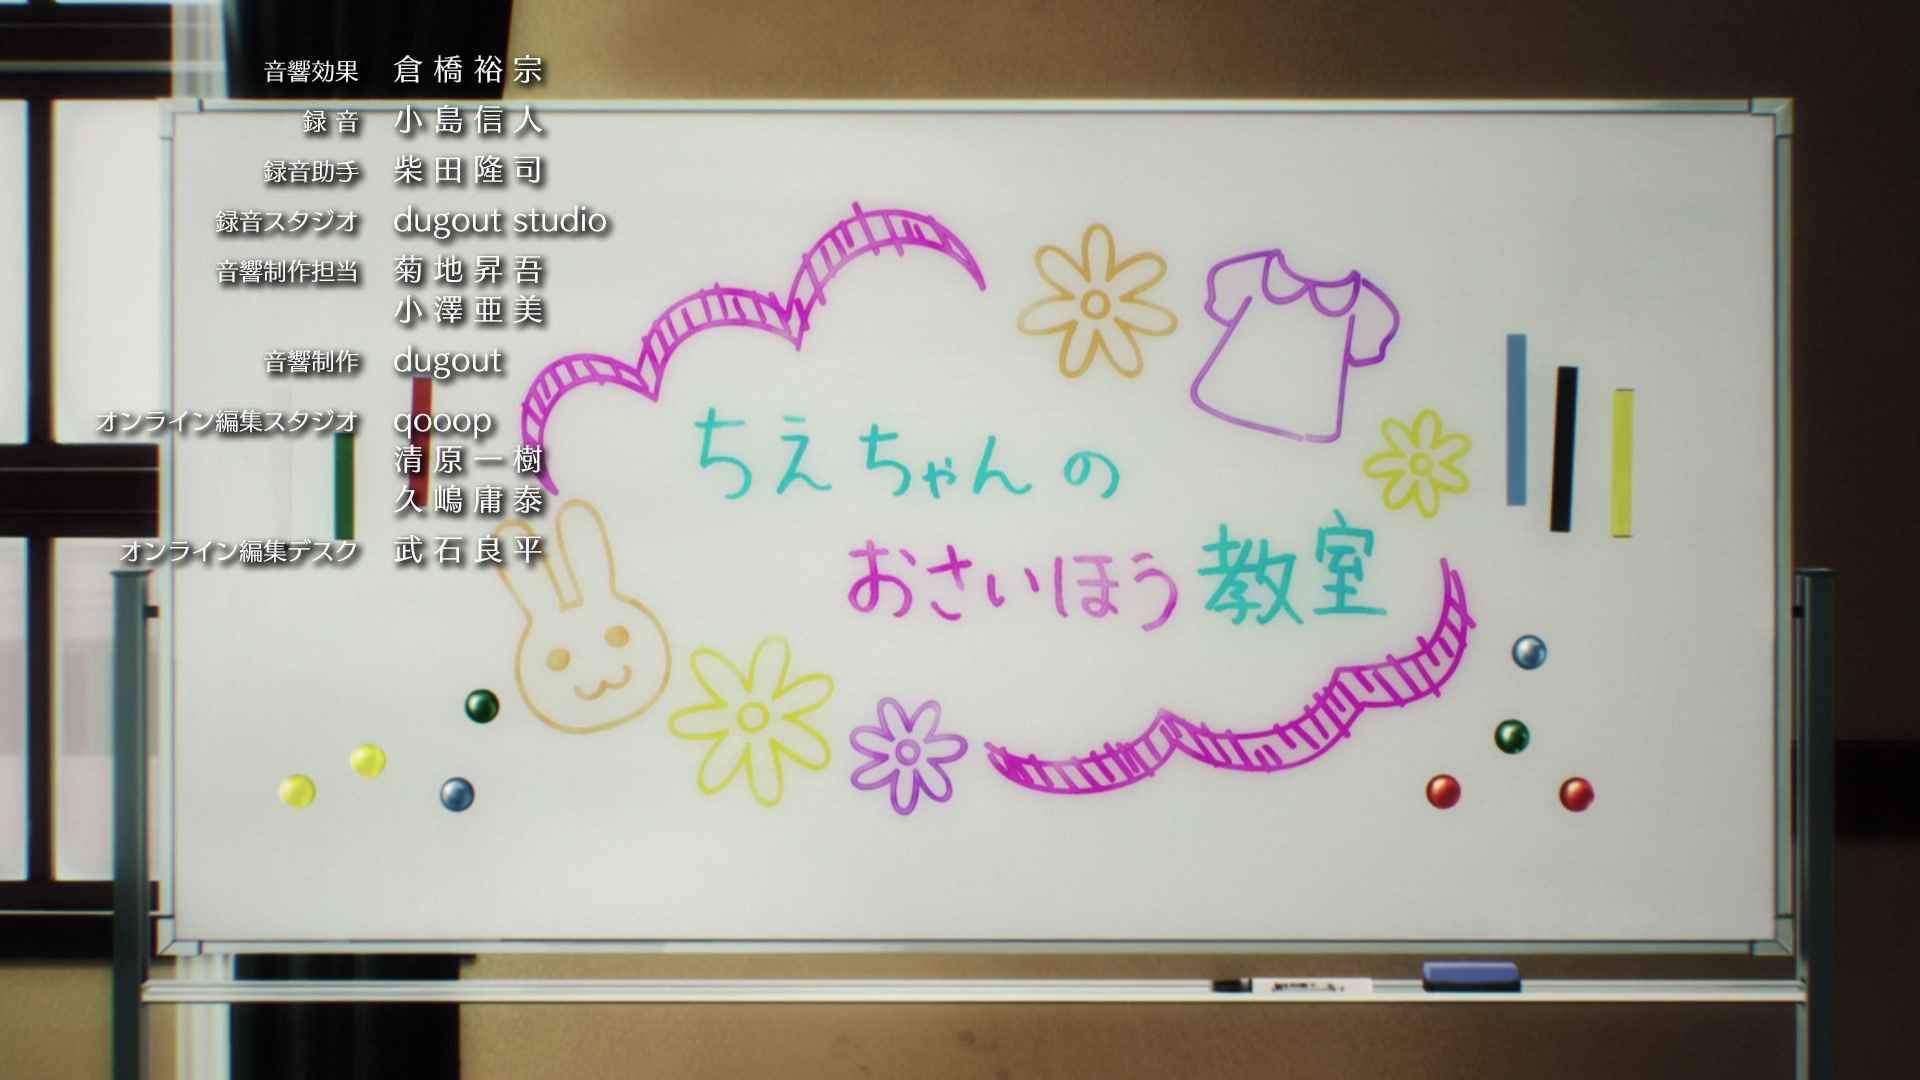 音響効果 倉橋裕宗
録音 小島信人
録音助手 柴田隆司
録音スタジオ dugout studio
音響制作担当 菊地昇吾
小澤亜美
音響制作 dugout
オンライン編集スタジオ qooop
清原一樹
久嶋庸泰
オンライン編集デスク 武石良平
ちえちゃんの
おさいほう教室